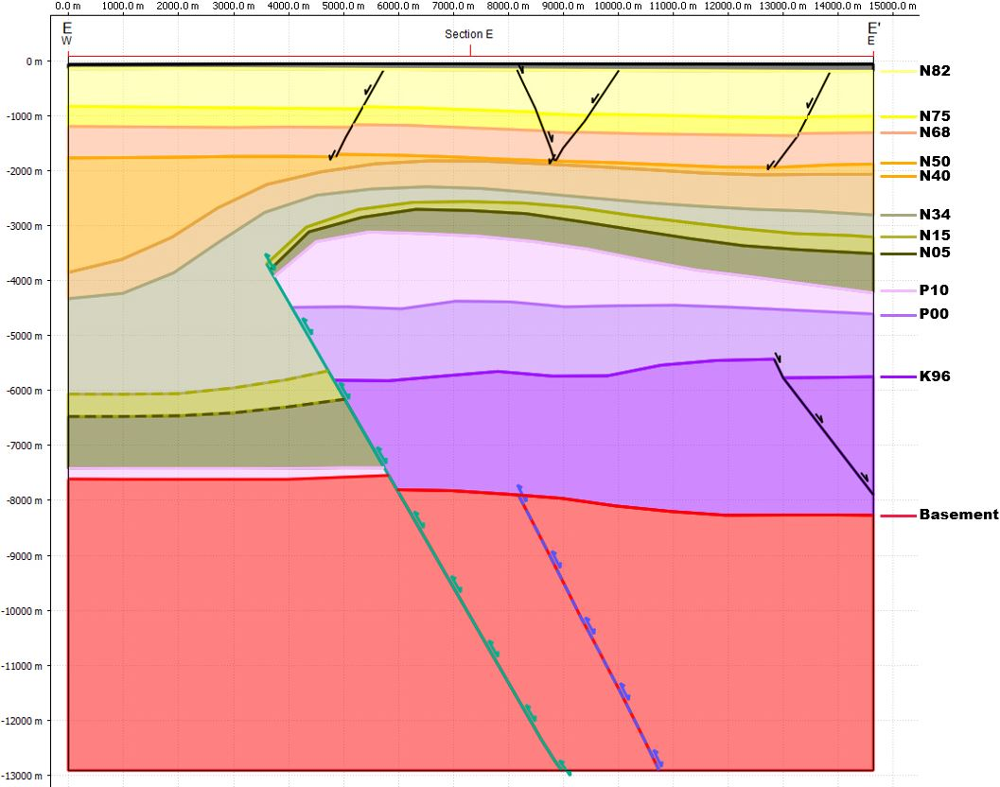 0.0 m 1000.0 m 2000.0 m 3000.0 m 4000.0 m 5000.0 m 6000.0 m 7000.0 m 8000.0 m 9000.0 m 10000.0 m 11000.0 m 12000.0 m 13000.0 m 14000.0 m 15000.0 m
E Section E E'
W E
0 m
N82
-1000 m N75
N68
N50
-2000 m N40
N34
-3000 m N15
N05
-4000 m P10
P00
-5000 m
K96
-6000 m
-7000 m
-8000 m
Basement
-9000 m
-10000 m
-11000 m
-12000 m
-13000 m